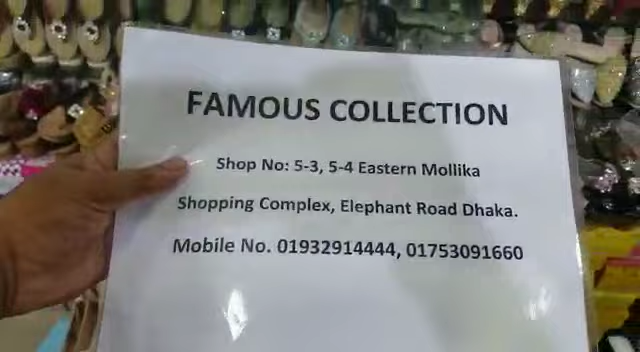 FAMOUS COLLECTION
Shop No: 5-3, 5-4 Eastern Mollika
Shopping Complex, Elephant Road Dhaka.
Mobile No. 01932914444, 01753091660